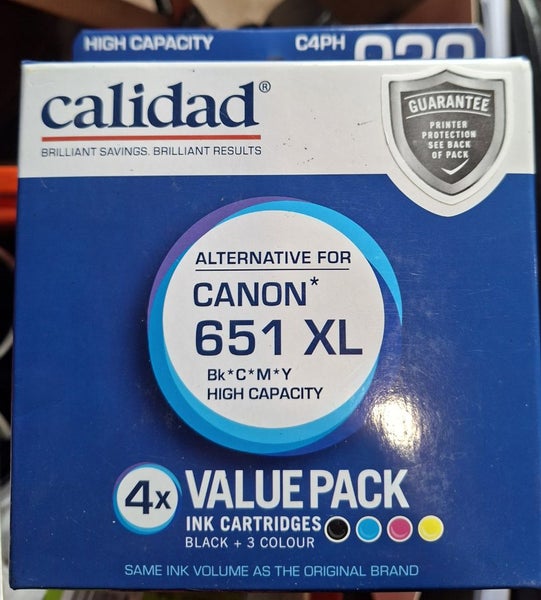 HIGH CAPACITY C4PH
calidad®
BRILLIANT SAVINGS. BRILLIANT RESULTS
GUARANTEE
PRINTER
PROTECTION
SEE BACK
OF PACK
ALTERNATIVE FOR
CANON*
651 XL
Bk*C*M*Y
HIGH CAPACITY
4x VALUE PACK
INK CARTRIDGES
BLACK + 3 COLOUR
SAME INK VOLUME AS THE ORIGINAL BRAND